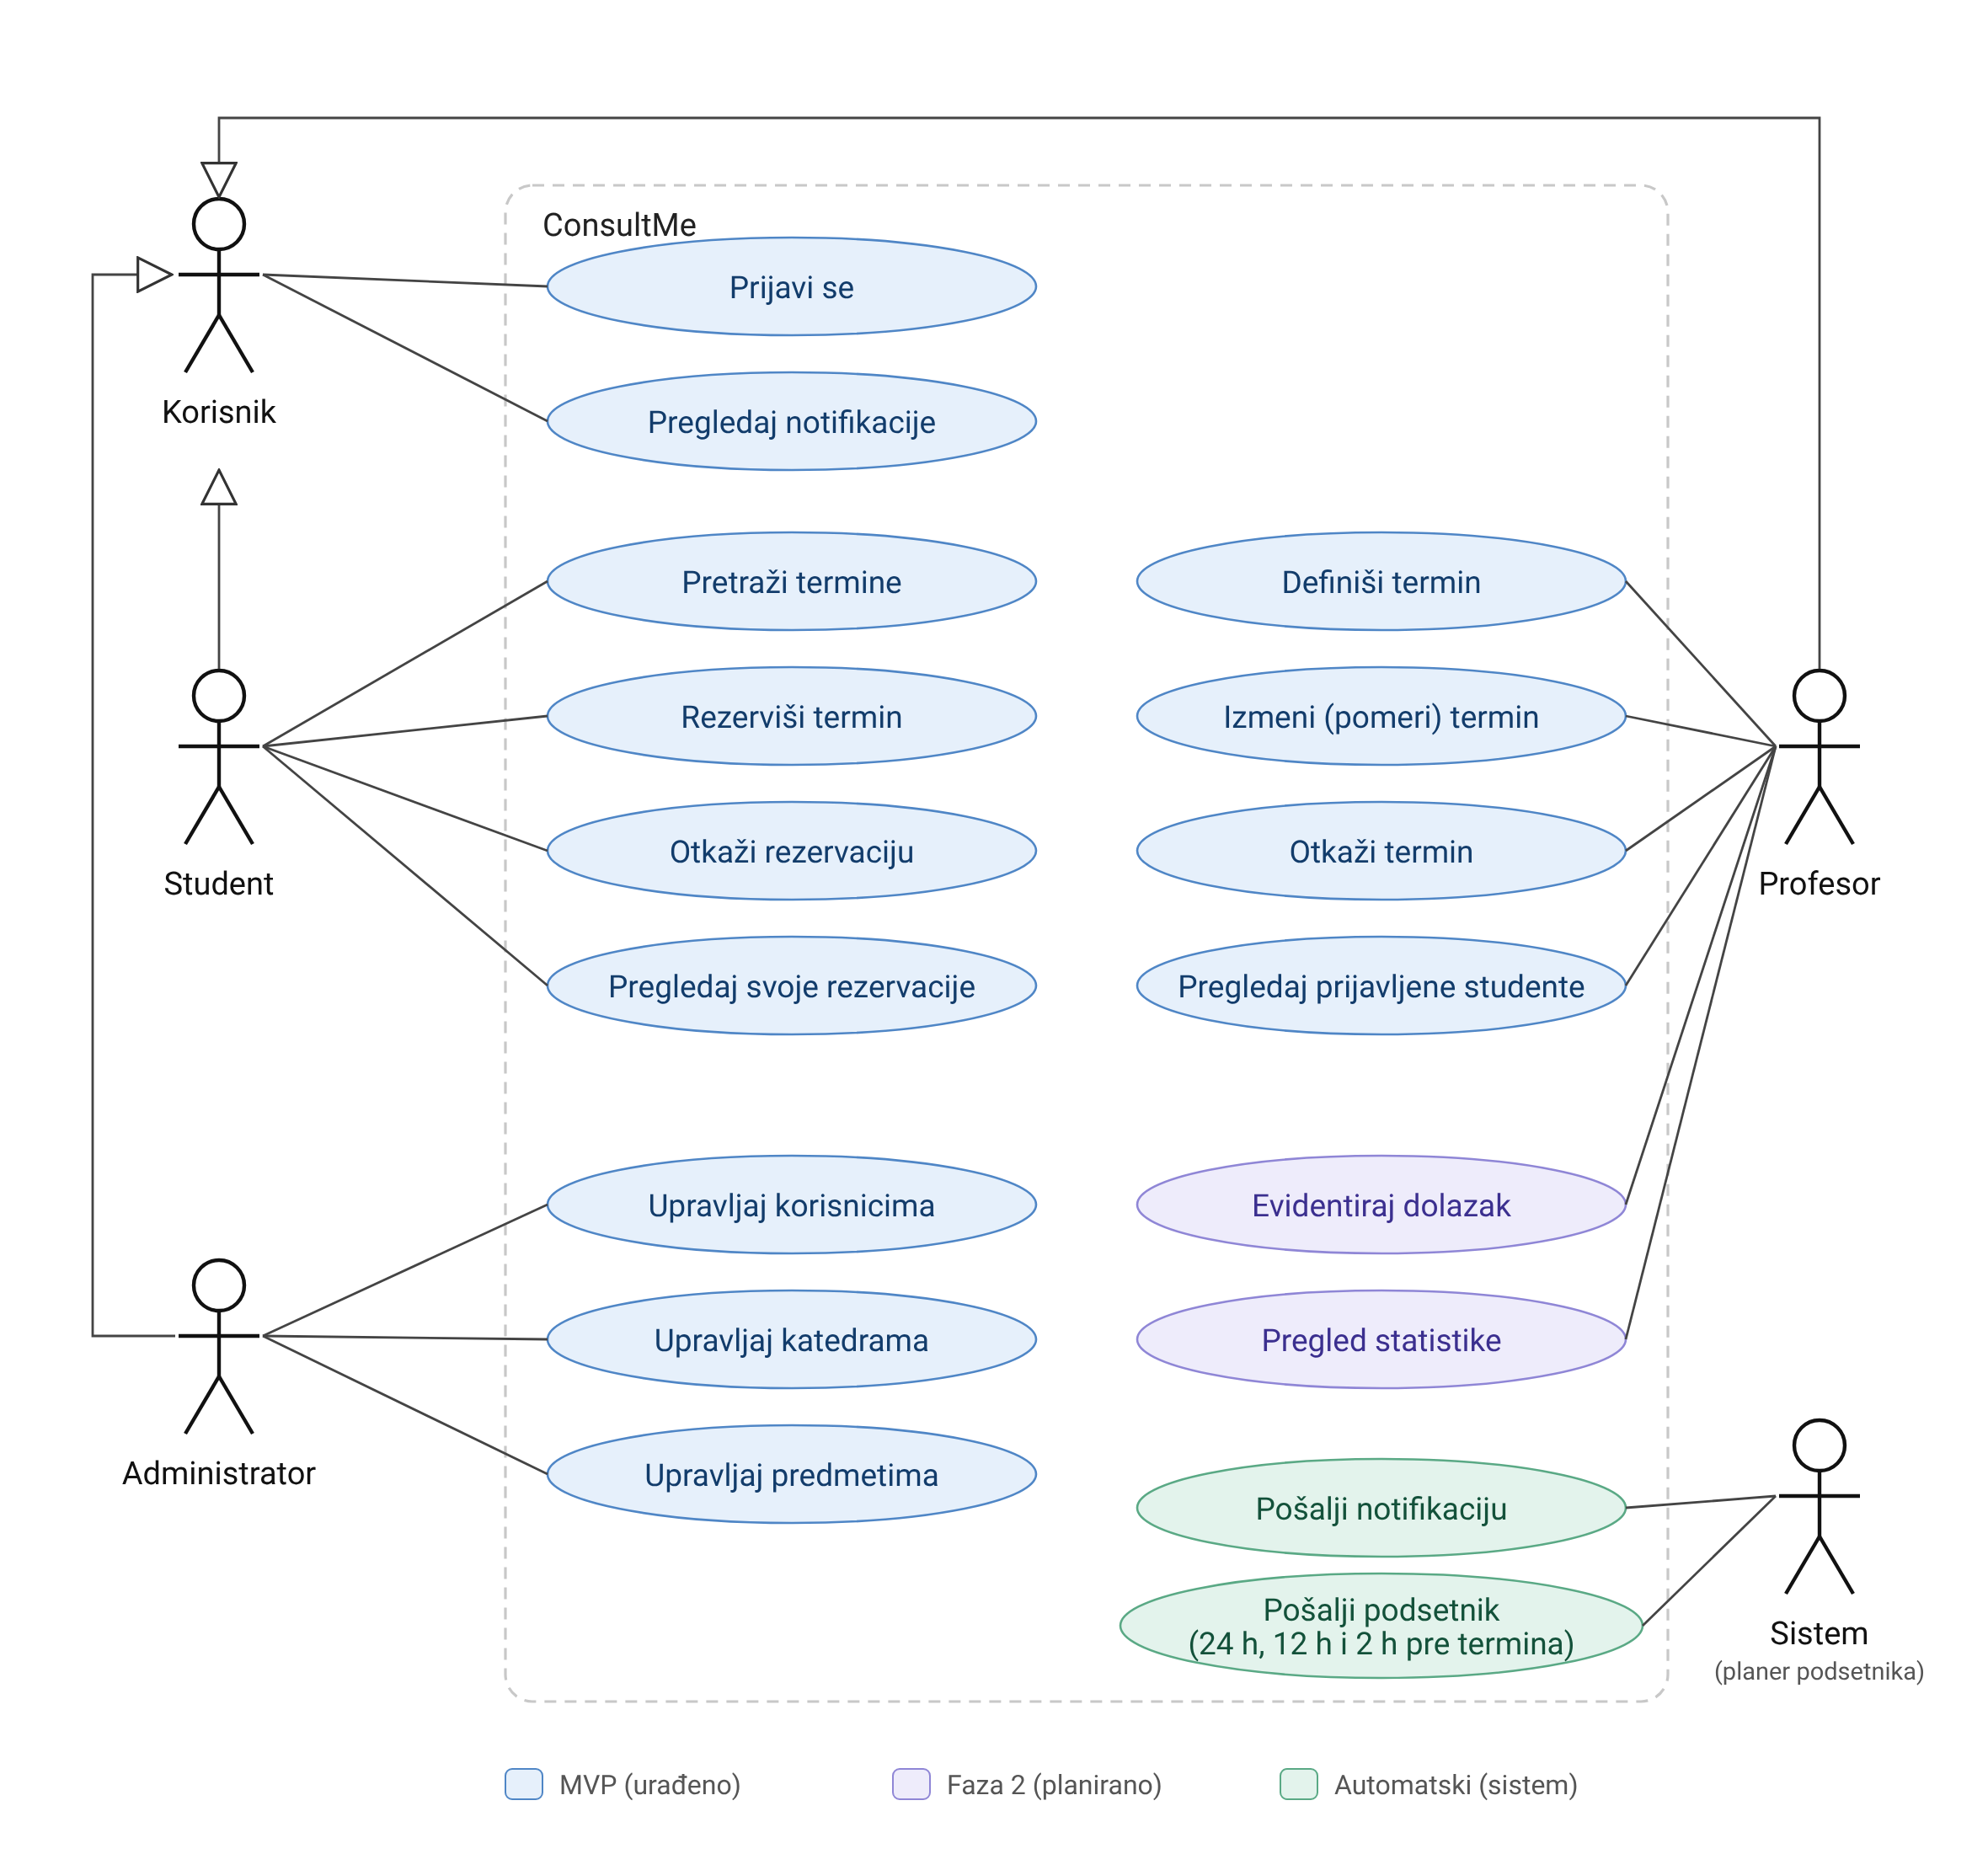 ConsultMe
Prijavi se
Korisnik
Pregledaj notifikacije
Pretraži termine
Definiši termin
Rezerviši termin
Izmeni (pomeri) termin
Otkaži rezervaciju
Otkaži termin
Student
Profesor
Pregledaj svoje rezervacije
Pregledaj prijavljene studente
Upravljaj korisnicima
Evidentiraj dolazak
Upravljaj katedrama
Pregled statistike
Administrator
Upravljaj predmetima
Pošalji notifikaciju
Pošalji podsetnik
(24 h, 12 h i 2 h pre termina)
Sistem
(planer podsetnika)
MVP (urađeno)
Faza 2 (planirano)
Automatski (sistem)